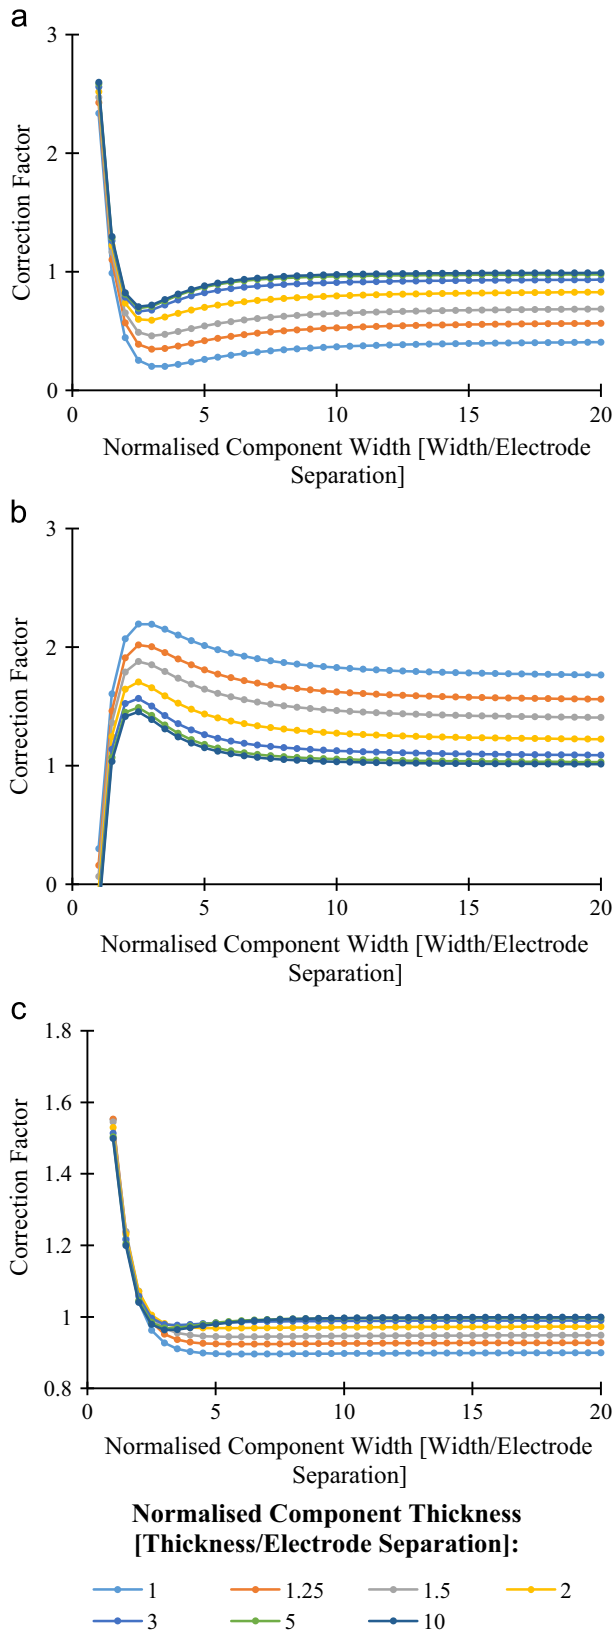 a
3
2
1
0
0 5 10 15 20
Correction Factor
Normalised Component Width [Width/Electrode
Separation]
b
3
2
1
0
0 5 10 15 20
Correction Factor
Normalised Component Width [Width/Electrode
Separation]
c
1.8
1.6
1.4
1.2
1
0.8
0 5 10 15 20
Correction Factor
Normalised Component Width [Width/Electrode
Separation]
Normalised Component Thickness
[Thickness/Electrode Separation]:
1 1.25 1.5 2
3 5 10